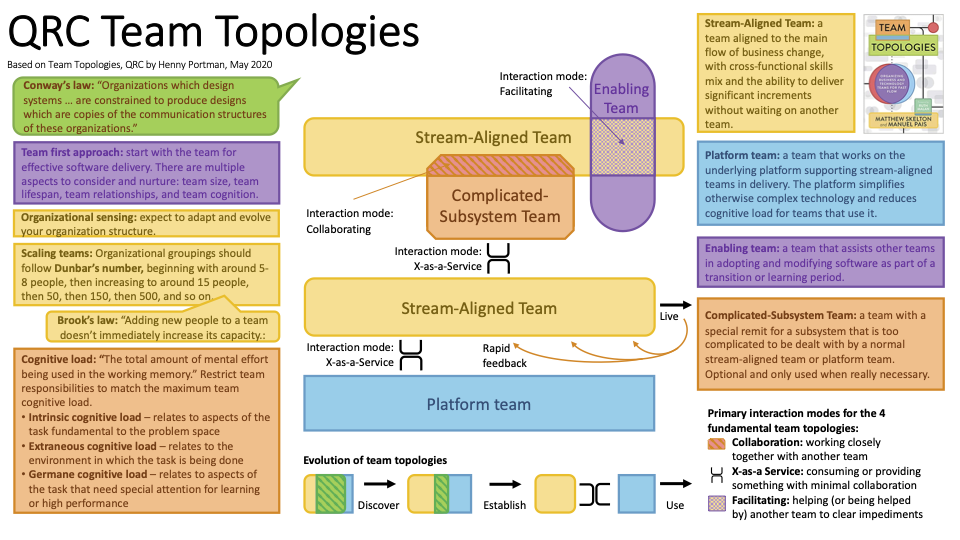 QRC Team Topologies
Based on Team Topologies, QRC by Henny Portman, May 2020
Conway's law: "Organizations which design
systems … are constrained to produce designs
which are copies of the communication structures
of these organizations."
Team first approach: start with the team for
effective software delivery. There are multiple
aspects to consider and nurture: team size, team
lifespan, team relationships, and team cognition.
Organizational sensing: expect to adapt and evolve
your organization structure.
Scaling teams: Organizational groupings should
follow Dunbar's number, beginning with around 5-
8 people, then increasing to around 15 people,
then 50, then 150, then 500, and so on.
Brook's law: "Adding new people to a team
doesn't immediately increase its capacity.:
Cognitive load: "The total amount of mental effort
being used in the working memory." Restrict team
responsibilities to match the maximum team
cognitive load.
• Intrinsic cognitive load – relates to aspects of the
task fundamental to the problem space
• Extraneous cognitive load – relates to the
environment in which the task is being done
• Germane cognitive load – relates to aspects of
the task that need special attention for learning
or high performance
Interaction mode:
Facilitating
Enabling
Team
Stream-Aligned Team
Complicated-
Subsystem Team
Interaction mode:
Collaborating
Interaction mode:
X-as-a-Service
Stream-Aligned Team
Live
Interaction mode:
X-as-a-Service
Rapid
feedback
Platform team
Evolution of team topologies
Discover
Establish
Use
Stream-Aligned Team: a
team aligned to the main
flow of business change,
with cross-functional skills
mix and the ability to deliver
significant increments
without waiting on another
team.
TEAM
TOPOLOGIES
ORGANIZING
BUSINESS AND
TECHNOLOGY
TEAMS FOR FAST
FLOW
MATTHEW SKELTON
and MANUEL PAIS
Platform team: a team that works on the
underlying platform supporting stream-aligned
teams in delivery. The platform simplifies
otherwise complex technology and reduces
cognitive load for teams that use it.
Enabling team: a team that assists other teams
in adopting and modifying software as part of a
transition or learning period.
Complicated-Subsystem Team: a team with a
special remit for a subsystem that is too
complicated to be dealt with by a normal
stream-aligned team or platform team.
Optional and only used when really necessary.
Primary interaction modes for the 4
fundamental team topologies:
Collaboration: working closely
together with another team
X-as-a Service: consuming or providing
something with minimal collaboration
Facilitating: helping (or being helped
by) another team to clear impediments